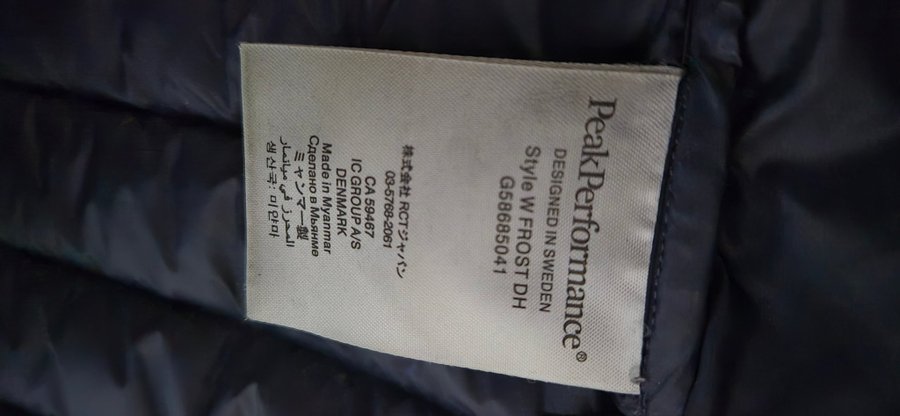 PeakPerformance®
DESIGNED IN SWEDEN
Style W FROST DH
G58685041
株式会社 RCTジャパン
03-5768-2061
CA 59467
IC GROUP A/S
DENMARK
Made in Myanmar
Сделано в Мьянме
ミャンマー製
المحرز في ميانمار
생 산국: 미얀마